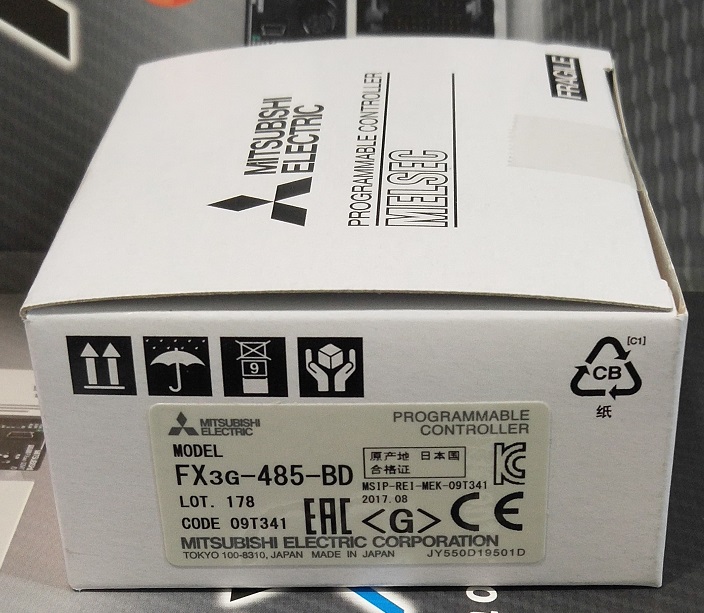 MITSUBISHI
ELECTRIC
PROGRAMMABLE CONTROLLER
MELSEC
FRAGILE
9
[C1]
CB
纸
MITSUBISHI
ELECTRIC
PROGRAMMABLE
CONTROLLER
MODEL
FX3G-485-BD
原产地 日本国
合格证
MSIP-REI-MEK-09T341
LOT. 178
2017.08
CODE 09T341
EAC <G> CE
MITSUBISHI ELECTRIC CORPORATION
TOKYO 100-8310, JAPAN MADE IN JAPAN
JY550D19501D